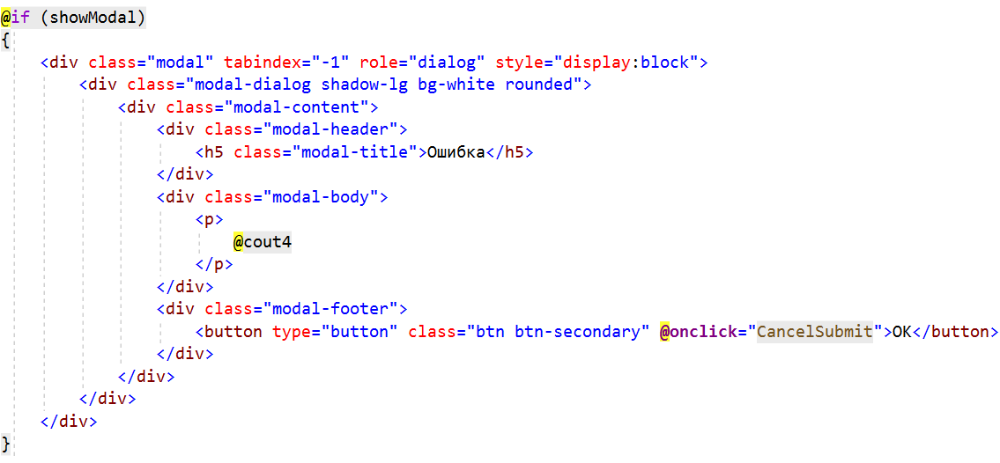 @if (showModal)
{
    <div class="modal" tabindex="-1" role="dialog" style="display:block">
        <div class="modal-dialog shadow-lg bg-white rounded">
            <div class="modal-content">
                <div class="modal-header">
                    <h5 class="modal-title">Ошибка</h5>
                </div>
                <div class="modal-body">
                    <p>
                        @cout4
                    </p>
                </div>
                <div class="modal-footer">
                    <button type="button" class="btn btn-secondary" @onclick="CancelSubmit">OK</button>
                </div>
            </div>
        </div>
    </div>
}